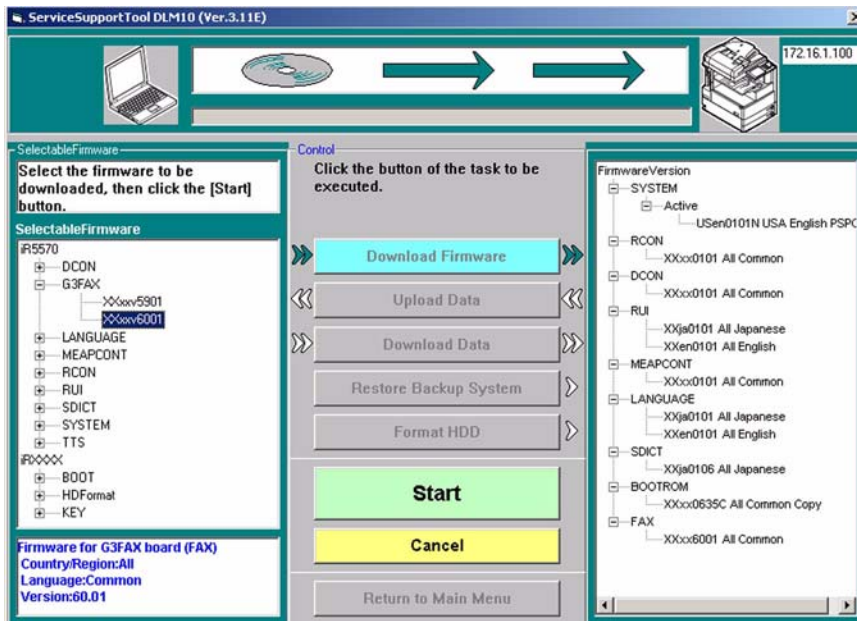 ServiceSupportTool DLM10 (Ver.3.11E)
172.16.1.100
SelectableFirmware
Select the firmware to be
downloaded, then click the [Start]
button.
SelectableFirmware
iR5570
DCON
G3FAX
XXxxv5901
XXxxv6001
LANGUAGE
MEAPCONT
RCON
RUI
SDICT
SYSTEM
TTS
iRXXXX
BOOT
HDFormat
KEY
Firmware for G3FAX board (FAX)
Country/Region:All
Language:Common
Version:60.01
Control
Click the button of the task to be
executed.
Download Firmware
Upload Data
Download Data
Restore Backup System
Format HDD
Start
Cancel
Return to Main Menu
FirmwareVersion
SYSTEM
Active
USen0101N USA English PSPC
RCON
XXxx0101 All Common
DCON
XXxx0101 All Common
RUI
XXja0101 All Japanese
XXen0101 All English
MEAPCONT
XXxx0101 All Common
LANGUAGE
XXja0101 All Japanese
XXen0101 All English
SDICT
XXja0106 All Japanese
BOOTROM
XXxx0635C All Common Copy
FAX
XXxx6001 All Common